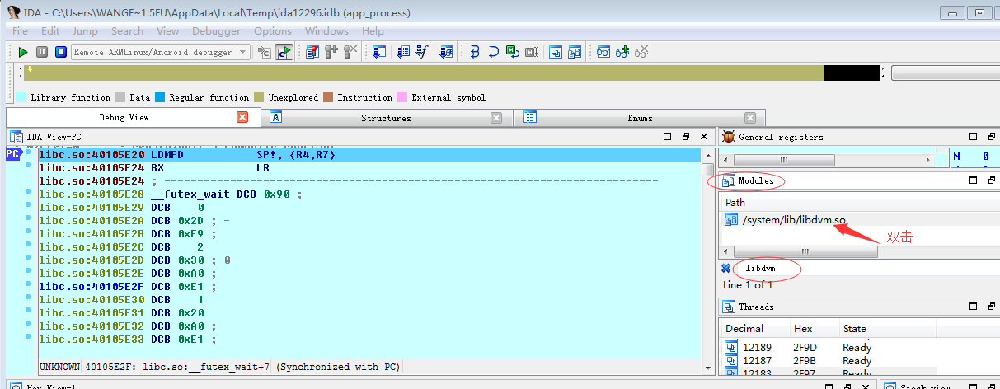 IDA - C:\Users\WANGF~1.5FU\AppData\Local\Temp\ida12296.idb (app_process)
File Edit Jump Search View Debugger Options Windows Help
Remote ARMLinux/Android debugger
Library function Data Regular function Unexplored Instruction External symbol
Debug View Structures Enums
IDA View-PC
PC libc.so:40105E20 LDMFD SP!, {R4,R7}
libc.so:40105E24 BX LR
libc.so:40105E24 ; ---------------------------------------------------------------------------
libc.so:40105E28 __futex_wait DCB 0x90 ;
libc.so:40105E29 DCB 0
libc.so:40105E2A DCB 0x2D ; -
libc.so:40105E2B DCB 0xE9 ;
libc.so:40105E2C DCB 2
libc.so:40105E2D DCB 0x30 ; 0
libc.so:40105E2E DCB 0xA0 ;
libc.so:40105E2F DCB 0xE1 ;
libc.so:40105E30 DCB 1
libc.so:40105E31 DCB 0x20
libc.so:40105E32 DCB 0xA0 ;
libc.so:40105E33 DCB 0xE1 ;
UNKNOWN 40105E2F: libc.so:__futex_wait+7 (Synchronized with PC)
General registers
N 0
Modules
Path
/system/lib/libdvm.so
双击
libdvm
Line 1 of 1
Threads
Decimal Hex State
12189 2F9D Ready
12187 2F9B Ready
12183 2F97 Ready
Hex View-1
Stack view